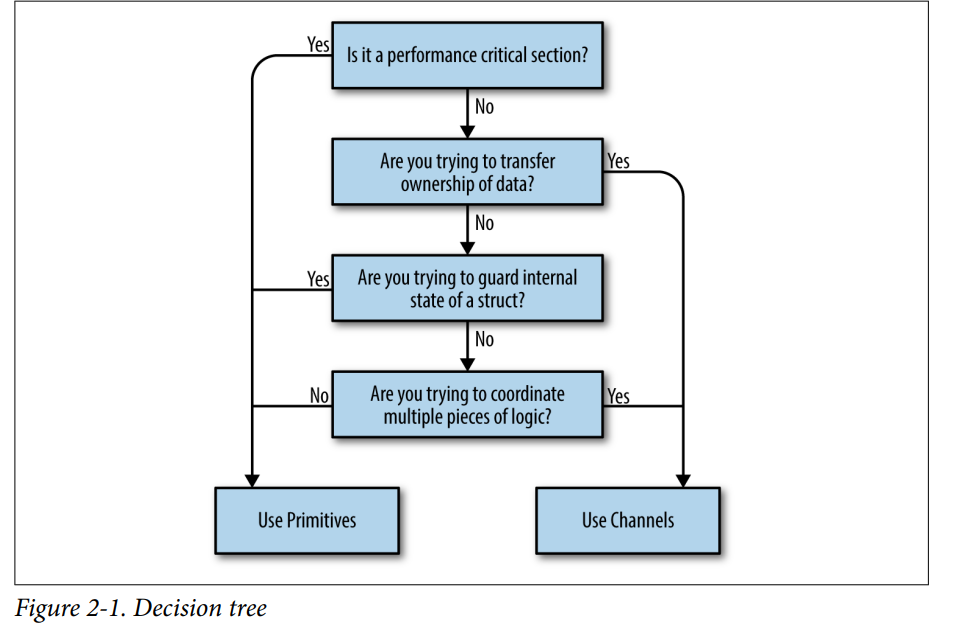 Yes
Is it a performance critical section?
No
Are you trying to transfer
ownership of data?
Yes
No
Yes
Are you trying to guard internal
state of a struct?
No
No
Are you trying to coordinate
multiple pieces of logic?
Yes
Use Primitives
Use Channels
Figure 2-1. Decision tree